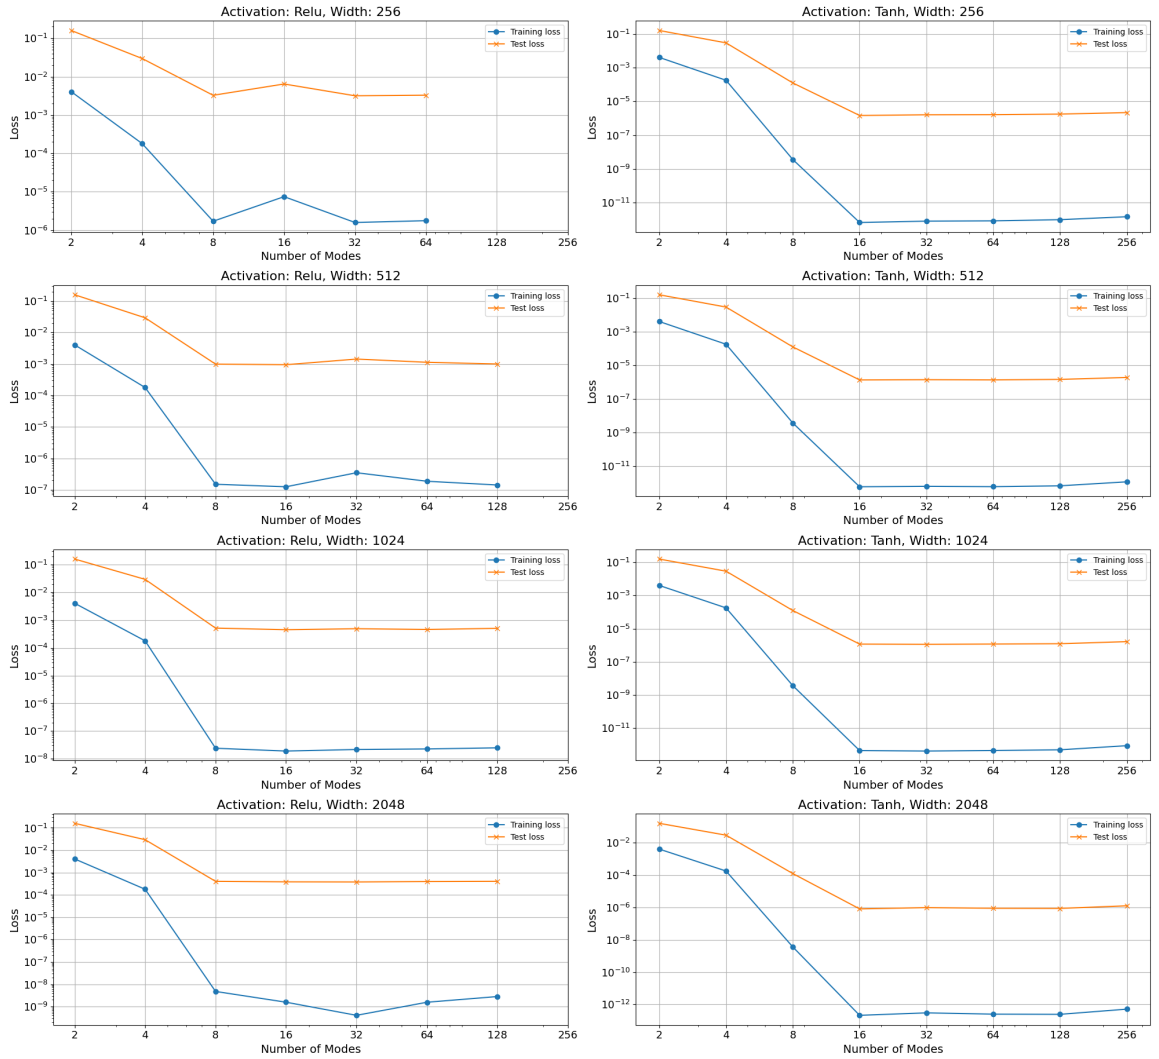 Activation: Relu, Width: 256
10⁻¹
10⁻²
10⁻³
10⁻⁴
10⁻⁵
10⁻⁶
Loss
Training loss
Test loss
2 4 8 16 32 64 128 256
Number of Modes
Activation: Tanh, Width: 256
10⁻¹
10⁻³
10⁻⁵
10⁻⁷
10⁻⁹
10⁻¹¹
Loss
Training loss
Test loss
2 4 8 16 32 64 128 256
Number of Modes
Activation: Relu, Width: 512
10⁻¹
10⁻²
10⁻³
10⁻⁴
10⁻⁵
10⁻⁶
10⁻⁷
Loss
Training loss
Test loss
2 4 8 16 32 64 128 256
Number of Modes
Activation: Tanh, Width: 512
10⁻¹
10⁻³
10⁻⁵
10⁻⁷
10⁻⁹
10⁻¹¹
Loss
Training loss
Test loss
2 4 8 16 32 64 128 256
Number of Modes
Activation: Relu, Width: 1024
10⁻¹
10⁻²
10⁻³
10⁻⁴
10⁻⁵
10⁻⁶
10⁻⁷
10⁻⁸
Loss
Training loss
Test loss
2 4 8 16 32 64 128 256
Number of Modes
Activation: Tanh, Width: 1024
10⁻¹
10⁻³
10⁻⁵
10⁻⁷
10⁻⁹
10⁻¹¹
Loss
Training loss
Test loss
2 4 8 16 32 64 128 256
Number of Modes
Activation: Relu, Width: 2048
10⁻¹
10⁻²
10⁻³
10⁻⁴
10⁻⁵
10⁻⁶
10⁻⁷
10⁻⁸
10⁻⁹
Loss
Training loss
Test loss
2 4 8 16 32 64 128 256
Number of Modes
Activation: Tanh, Width: 2048
10⁻²
10⁻⁴
10⁻⁶
10⁻⁸
10⁻¹⁰
10⁻¹²
Loss
Training loss
Test loss
2 4 8 16 32 64 128 256
Number of Modes